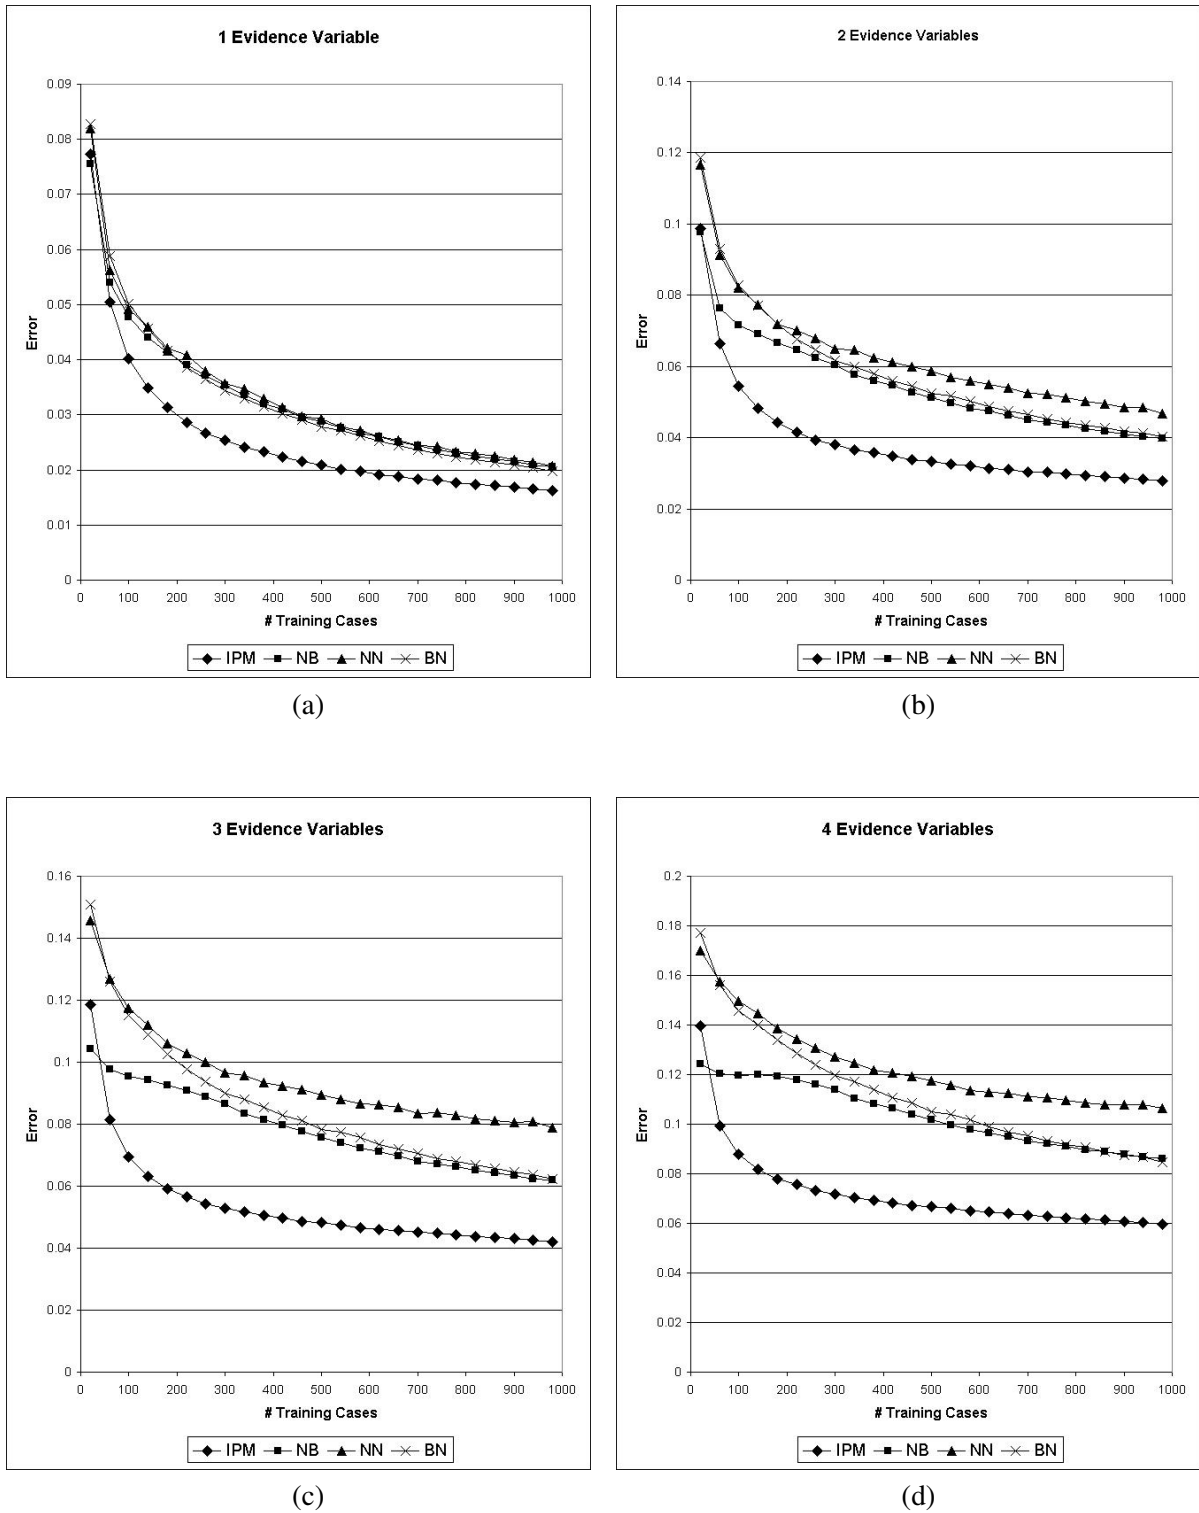 1 Evidence Variable
0.09
0.08
0.07
0.06
0.05
0.04
0.03
0.02
0.01
0
Error
0 100 200 300 400 500 600 700 800 900 1000
# Training Cases
IPM NB NN BN
(a)
2 Evidence Variables
0.14
0.12
0.1
0.08
0.06
0.04
0.02
0
Error
0 100 200 300 400 500 600 700 800 900 1000
# Training Cases
IPM NB NN BN
(b)
3 Evidence Variables
0.16
0.14
0.12
0.1
0.08
0.06
0.04
0.02
0
Error
0 100 200 300 400 500 600 700 800 900 1000
# Training Cases
IPM NB NN BN
(c)
4 Evidence Variables
0.2
0.18
0.16
0.14
0.12
0.1
0.08
0.06
0.04
0.02
0
Error
0 100 200 300 400 500 600 700 800 900 1000
# Training Cases
IPM NB NN BN
(d)